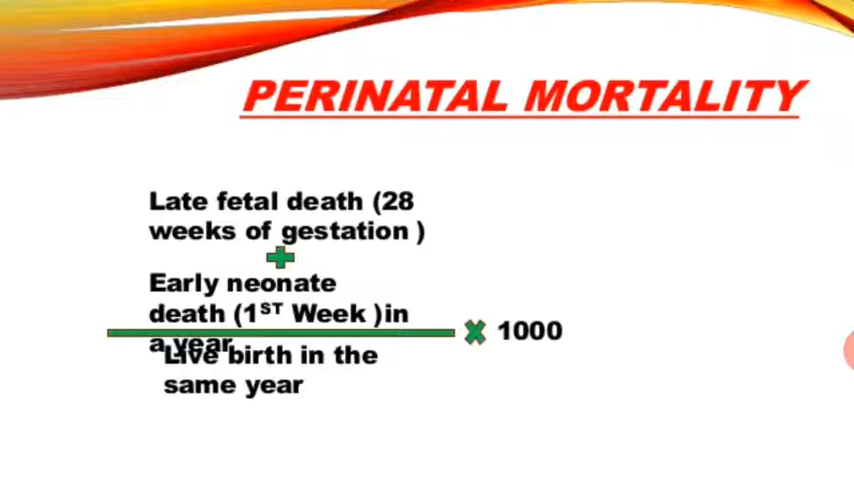 PERINATAL MORTALITY
Late fetal death (28
weeks of gestation )
+
Early neonate
death (1ST Week )in
a year
Live birth in the
same year
× 1000